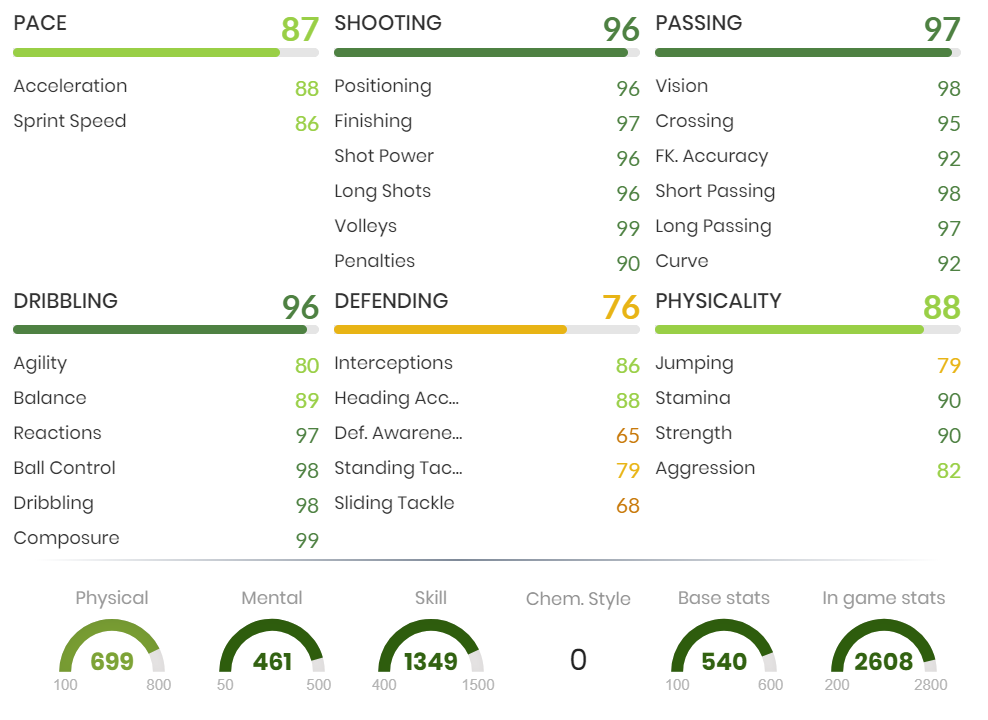 PACE 87
Acceleration 88
Sprint Speed 86
SHOOTING 96
Positioning 96
Finishing 97
Shot Power 96
Long Shots 96
Volleys 99
Penalties 90
PASSING 97
Vision 98
Crossing 95
FK. Accuracy 92
Short Passing 98
Long Passing 97
Curve 92
DRIBBLING 96
Agility 80
Balance 89
Reactions 97
Ball Control 98
Dribbling 98
Composure 99
DEFENDING 76
Interceptions 86
Heading Acc... 88
Def. Awarene... 65
Standing Tac... 79
Sliding Tackle 68
PHYSICALITY 88
Jumping 79
Stamina 90
Strength 90
Aggression 82
Physical
699
100 800
Mental
461
50 500
Skill
1349
400 1500
Chem. Style
0
Base stats
540
100 600
In game stats
2608
200 2800